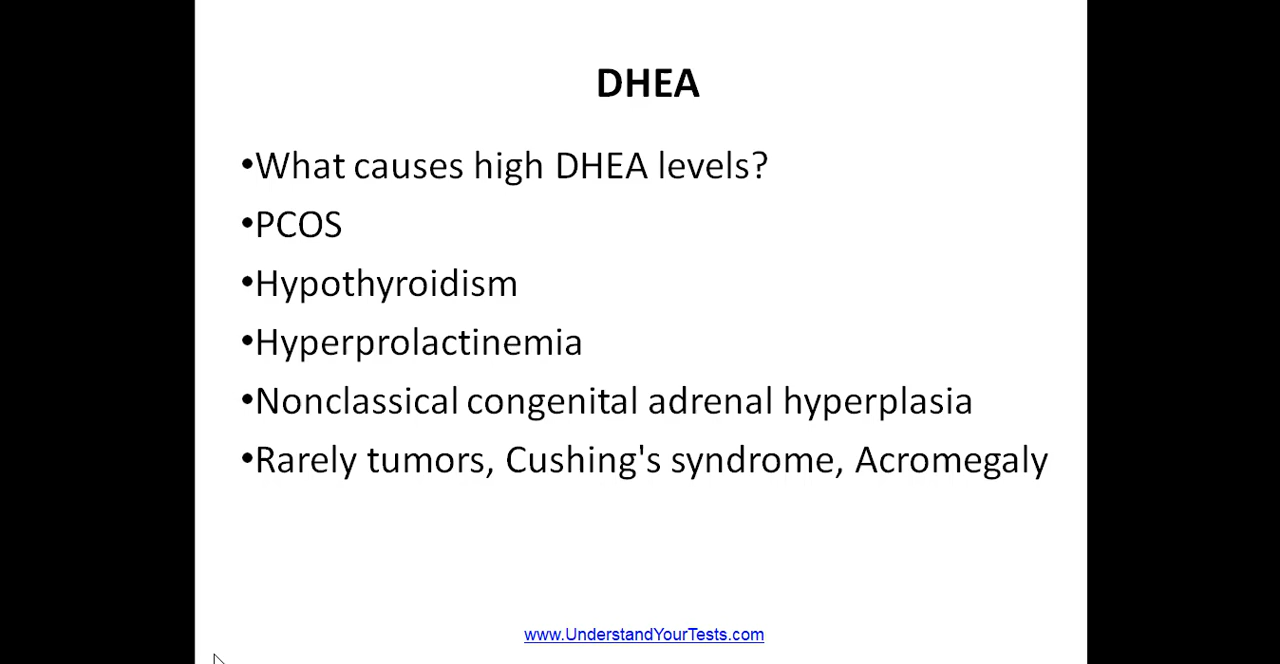 DHEA
•What causes high DHEA levels?
•PCOS
•Hypothyroidism
•Hyperprolactinemia
•Nonclassical congenital adrenal hyperplasia
•Rarely tumors, Cushing's syndrome, Acromegaly
www.UnderstandYourTests.com